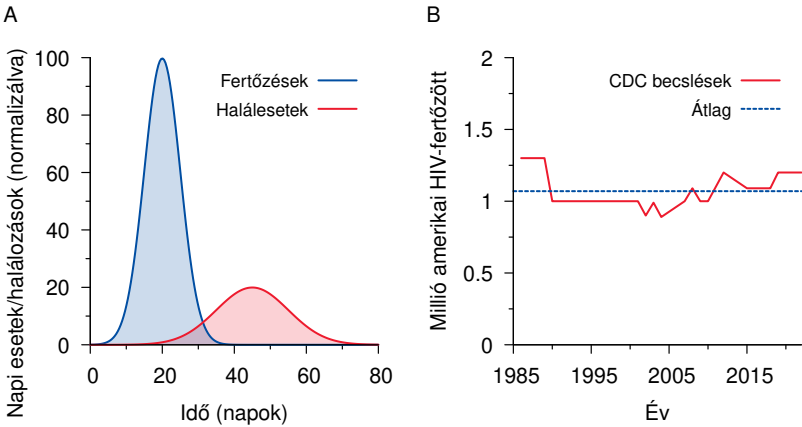 A
Napi esetek/halálozások (normalizálva)
100
80
60
40
20
0
Fertőzések
Halálesetek
0 20 40 60 80
Idő (napok)
B
Millió amerikai HIV-fertőzött
2
1.5
1
0.5
0
CDC becslések
Átlag
1985 1995 2005 2015
Év